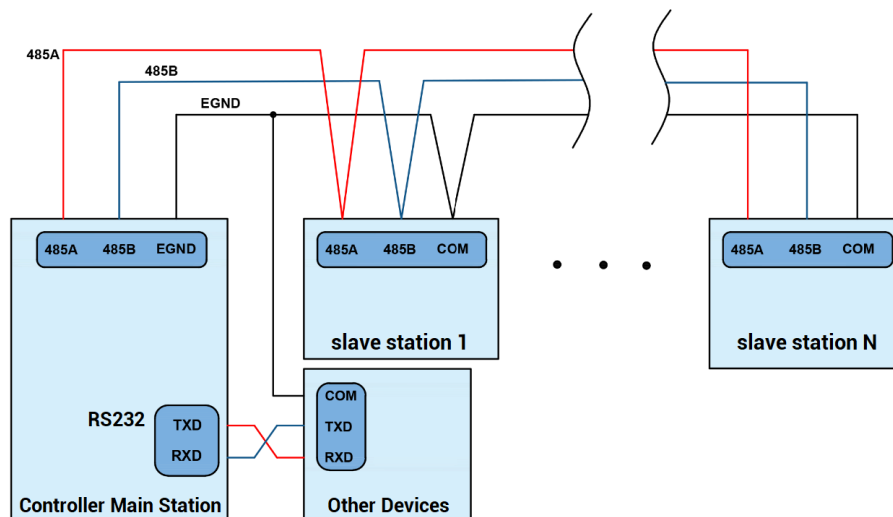 485A
485B
EGND
485A 485B EGND
485A 485B COM
485A 485B COM
slave station 1
slave station N
RS232
TXD
RXD
COM
TXD
RXD
Controller Main Station
Other Devices